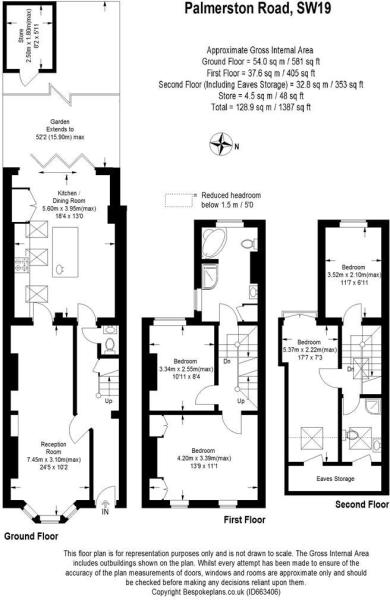 Palmerston Road, SW19
Approximate Gross Internal Area
Ground Floor = 54.0 sq m / 581 sq ft
First Floor = 37.6 sq m / 405 sq ft
Second Floor (Including Eaves Storage) = 32.8 sq m / 353 sq ft
Store = 4.5 sq m / 48 sq ft
Total = 128.9 sq m / 1387 sq ft
N
= Reduced headroom
below 1.5 m / 5'0
Store
2.50m x 1.80m(max)
8'2 x 5'11
Garden
Extends to
52'2 (15.90m) max
Kitchen /
Dining Room
5.60m x 3.95m(max)
18'4 x 13'0
Up
Reception
Room
7.45m x 3.10m(max)
24'5 x 10'2
IN
Ground Floor
Dn
Up
Bedroom
3.34m x 2.55m(max)
10'11 x 8'4
Bedroom
4.20m x 3.39m(max)
13'9 x 11'1
First Floor
Bedroom
3.52m x 2.10m(max)
11'7 x 6'11
Bedroom
5.37m x 2.22m(max)
17'7 x 7'3
Dn
Eaves Storage
Second Floor
This floor plan is for representation purposes only and is not drawn to scale. The Gross Internal Area
includes outbuildings shown on the plan. Whilst every attempt has been made to ensure of the
accuracy of the plan measurements of doors, windows and rooms are approximate only and should
be checked before making any decisions reliant upon them.
Copyright Bespokeplans.co.uk (ID663406)